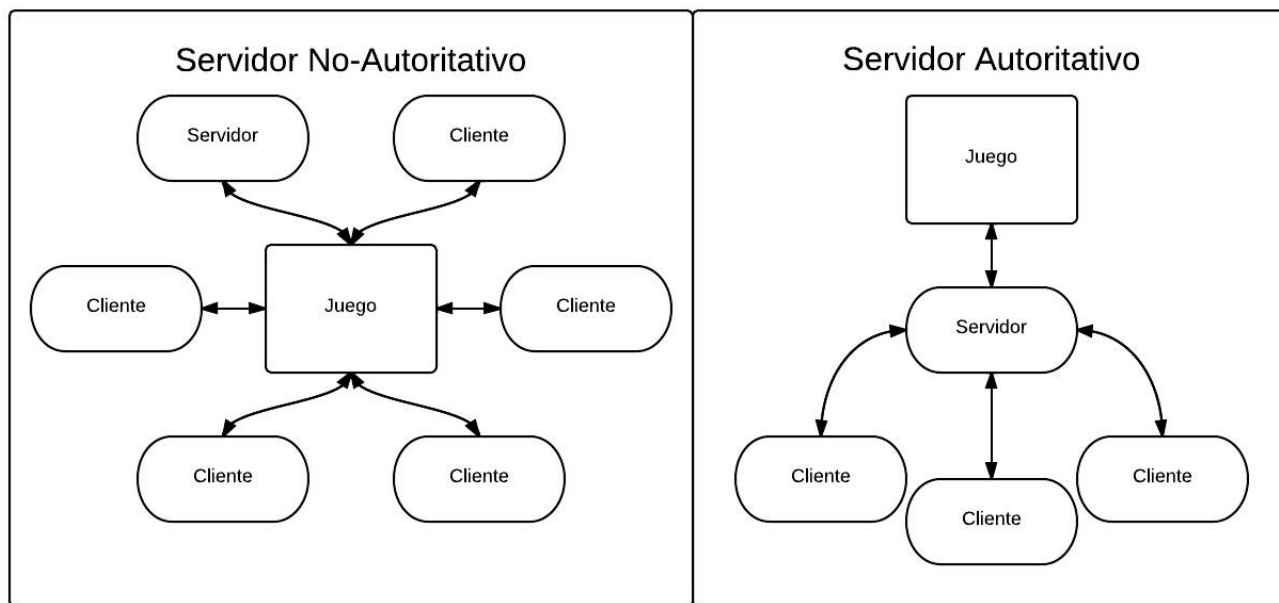 Servidor No-Autoritativo
Servidor
Cliente
Cliente
Juego
Cliente
Cliente
Cliente
Servidor Autoritativo
Juego
Servidor
Cliente
Cliente
Cliente